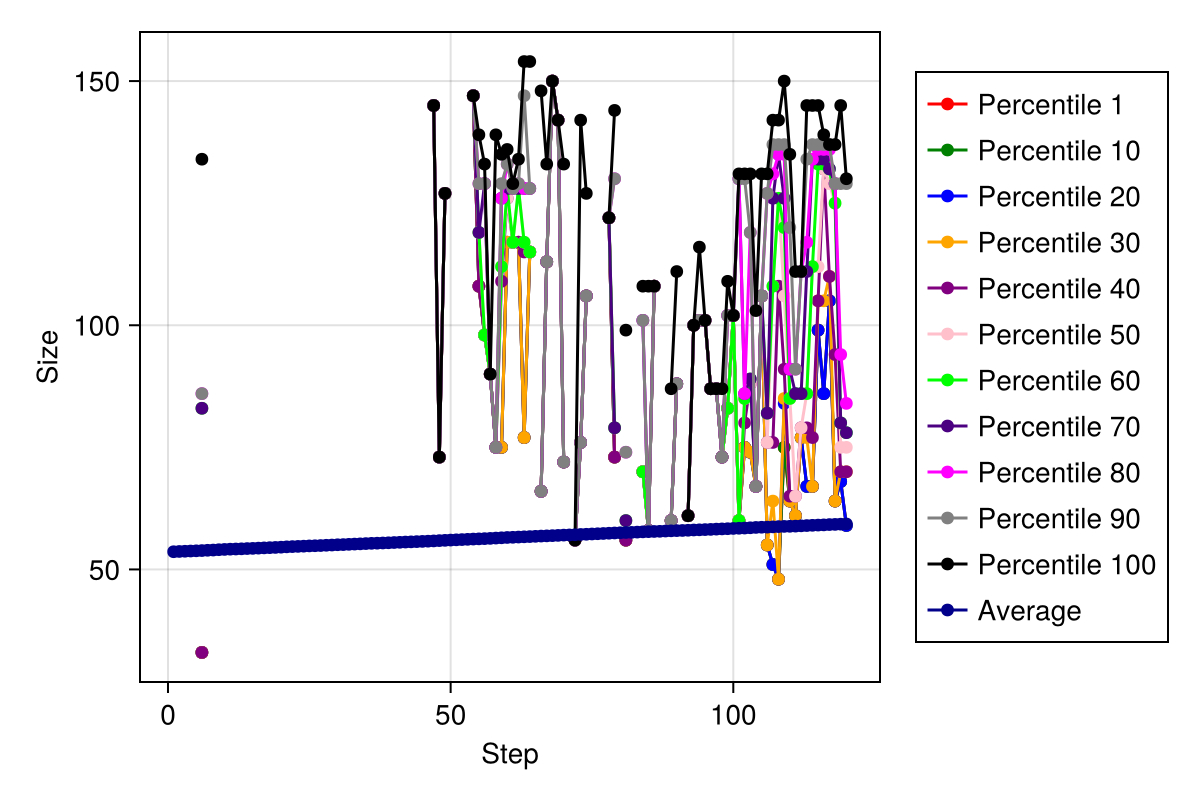 150
100
50
Size
0
50
100
Step
Percentile 1
Percentile 10
Percentile 20
Percentile 30
Percentile 40
Percentile 50
Percentile 60
Percentile 70
Percentile 80
Percentile 90
Percentile 100
Average